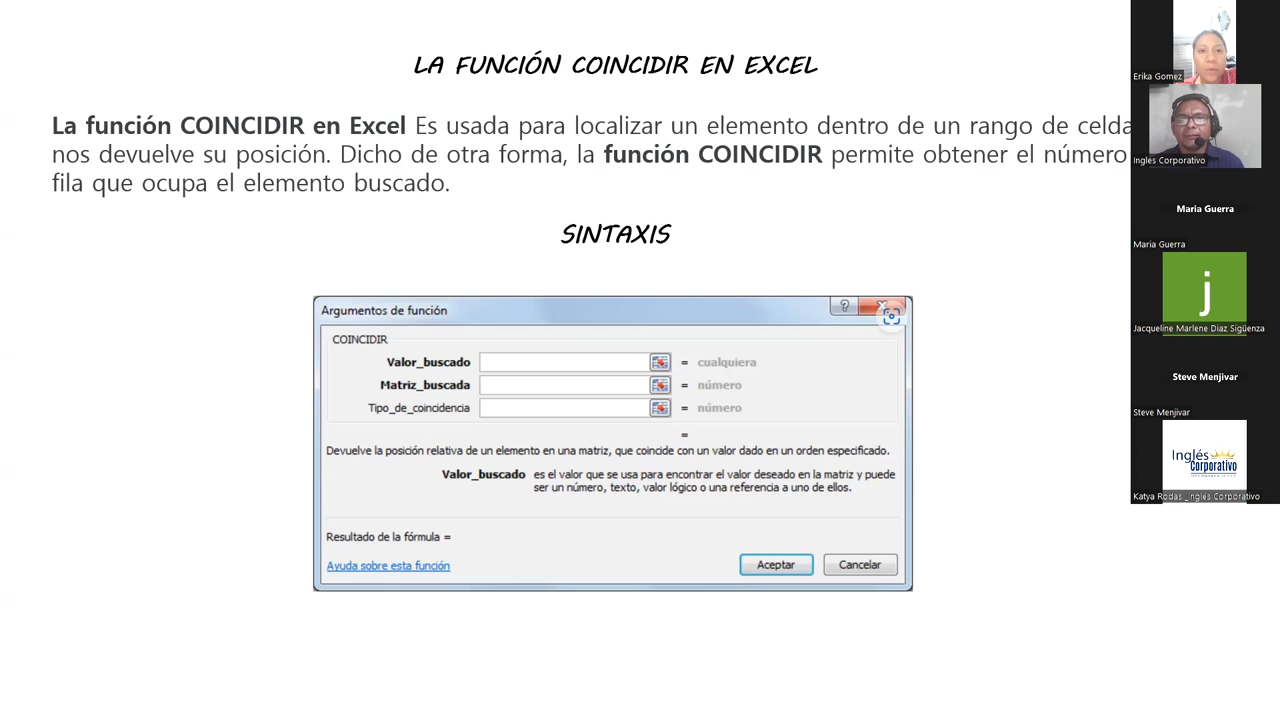 LA FUNCIÓN COINCIDIR EN EXCEL
La función COINCIDIR en Excel Es usada para localizar un elemento dentro de un rango de celda
nos devuelve su posición. Dicho de otra forma, la función COINCIDIR permite obtener el número
fila que ocupa el elemento buscado.
SINTAXIS
Argumentos de función
?
COINCIDIR
Valor_buscado = cualquiera
Matriz_buscada = número
Tipo_de_coincidencia = número
=
Devuelve la posición relativa de un elemento en una matriz, que coincide con un valor dado en un orden especificado.
Valor_buscado es el valor que se usa para encontrar el valor deseado en la matriz y puede
ser un número, texto, valor lógico o una referencia a uno de ellos.
Resultado de la fórmula =
Ayuda sobre esta función
Aceptar
Cancelar
Erika Gomez
Inglés Corporativo
Maria Guerra
Maria Guerra
j
Jacqueline Marlene Diaz Sigüenza
Steve Menjivar
Steve Menjivar
Inglés
Corporativo
Katya Rodas _Inglés Corporativo